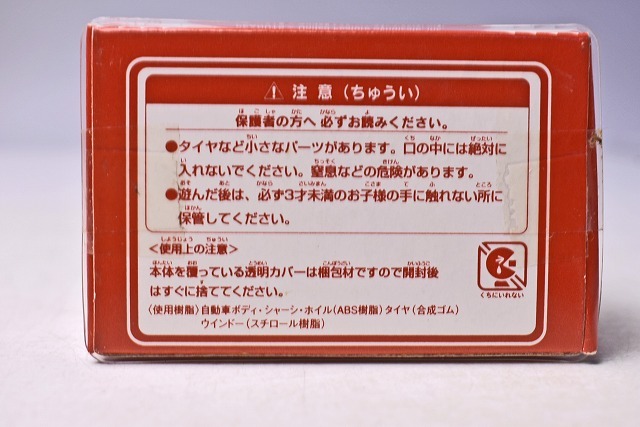 ⚠ 注意(ちゅうい)
保護者の方へ 必ずお読みください。
●タイヤなど小さなパーツがあります。口の中には絶対に
入れないでください。窒息などの危険があります。
●遊んだ後は、必ず3才未満のお子様の手に触れない所に
保管してください。
〈使用上の注意〉
本体を覆っている透明カバーは梱包材ですので開封後
はすぐに捨ててください。
〈使用樹脂〉自動車ボディ・シャーシ・ホイル(ABS樹脂)タイヤ(合成ゴム)
ウインドー(スチロール樹脂)
くちにいれない